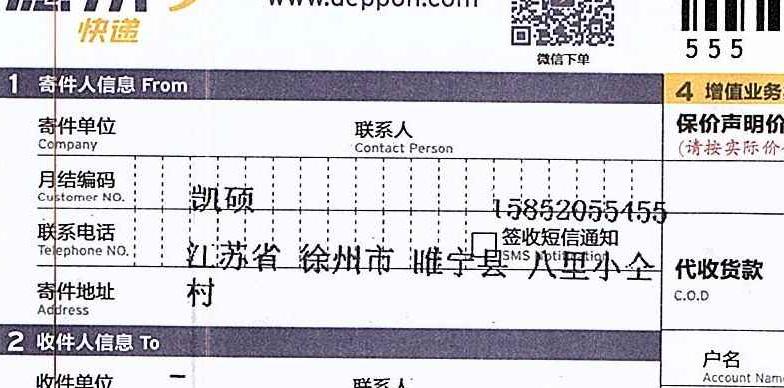 www.deppon.com
快递
微信下单
555
1 寄件人信息 From
4 增值业务
寄件单位
Company
联系人
Contact Person
保价声明价
(请按实际价
月结编码
Customer NO.
凯硕
15852055455
联系电话
Telephone NO.
签收短信通知
SMS Notification
江苏省 徐州市 睢宁县 八里小仝
村
寄件地址
Address
代收货款
C.O.D
2 收件人信息 To
收件单位
联系人
户名
Account Name